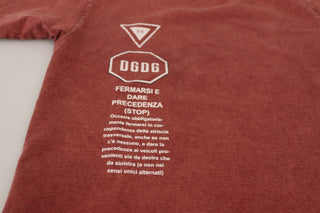 DGDG
FERMARSI E
DARE
PRECEDENZA
(STOP)
Occorre obbligatoria-
mente fermarsi in cor-
rispondenza della striscia
trasversale, anche se non
c'è nessuno, e dare la
precedenza ai veicoli pro-
venienti sia da destra che
da sinistra (e non nei
sensi unici alternati)